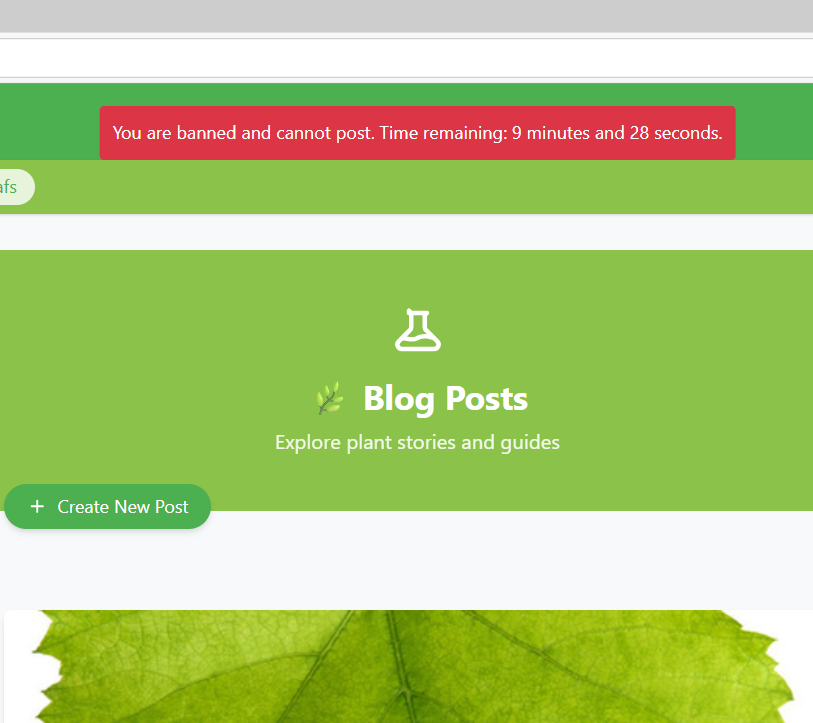 You are banned and cannot post. Time remaining: 9 minutes and 28 seconds.
afs
🌿 Blog Posts
Explore plant stories and guides
+ Create New Post